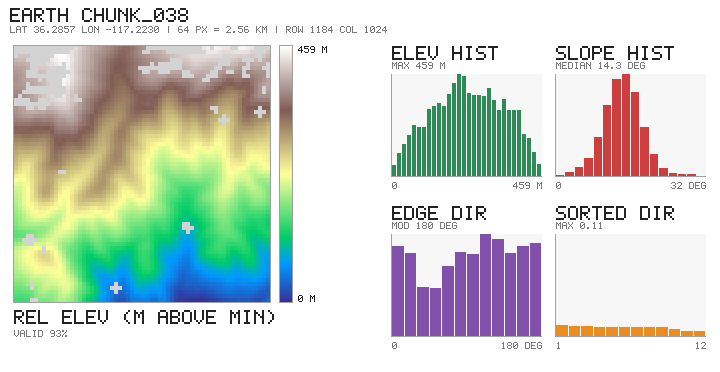 EARTH CHUNK_038
LAT 36.2857 LON -117.2230 | 64 PX = 2.56 KM | ROW 1184 COL 1024
459 M
0 M
REL ELEV (M ABOVE MIN)
VALID 93%
ELEV HIST
MAX 459 M
0 459 M
SLOPE HIST
MEDIAN 14.3 DEG
0 32 DEG
EDGE DIR
MOD 180 DEG
0 180 DEG
SORTED DIR
MAX 0.11
1 12